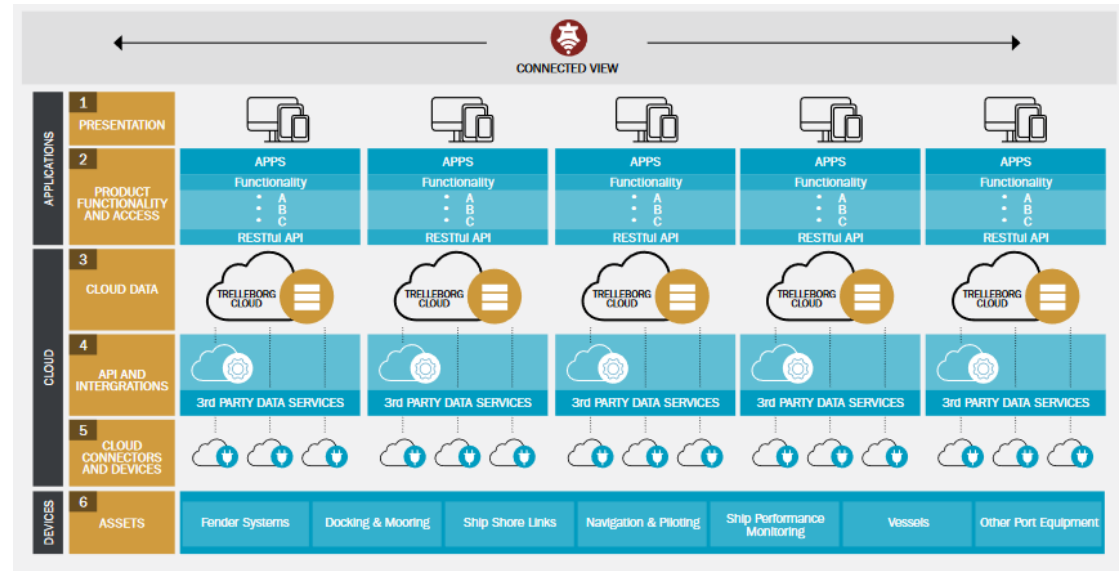 CONNECTED VIEW
APPLICATIONS
1
PRESENTATION
2
PRODUCT
FUNCTIONALITY
AND ACCESS
APPS
APPS
APPS
APPS
APPS
Functionality
Functionality
Functionality
Functionality
Functionality
• A
• B
• C
• A
• B
• C
• A
• B
• C
• A
• B
• C
• A
• B
• C
RESTful API
RESTful API
RESTful API
RESTful API
RESTful API
CLOUD
3
CLOUD DATA
TRELLEBORG
CLOUD
TRELLEBORG
CLOUD
TRELLEBORG
CLOUD
TRELLEBORG
CLOUD
TRELLEBORG
CLOUD
4
API AND
INTERGRATIONS
3rd PARTY DATA SERVICES
3rd PARTY DATA SERVICES
3rd PARTY DATA SERVICES
3rd PARTY DATA SERVICES
3rd PARTY DATA SERVICES
5
CLOUD
CONNECTORS
AND DEVICES
DEVICES
6
ASSETS
Fender Systems
Docking & Mooring
Ship Shore Links
Navigation & Piloting
Ship Performance
Monitoring
Vessels
Other Port Equipment